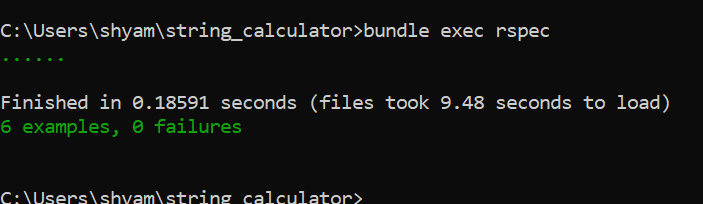 C:\Users\shyam\string_calculator>bundle exec rspec
......
Finished in 0.18591 seconds (files took 9.48 seconds to load)
6 examples, 0 failures
C:\Users\shyam\string_calculator>